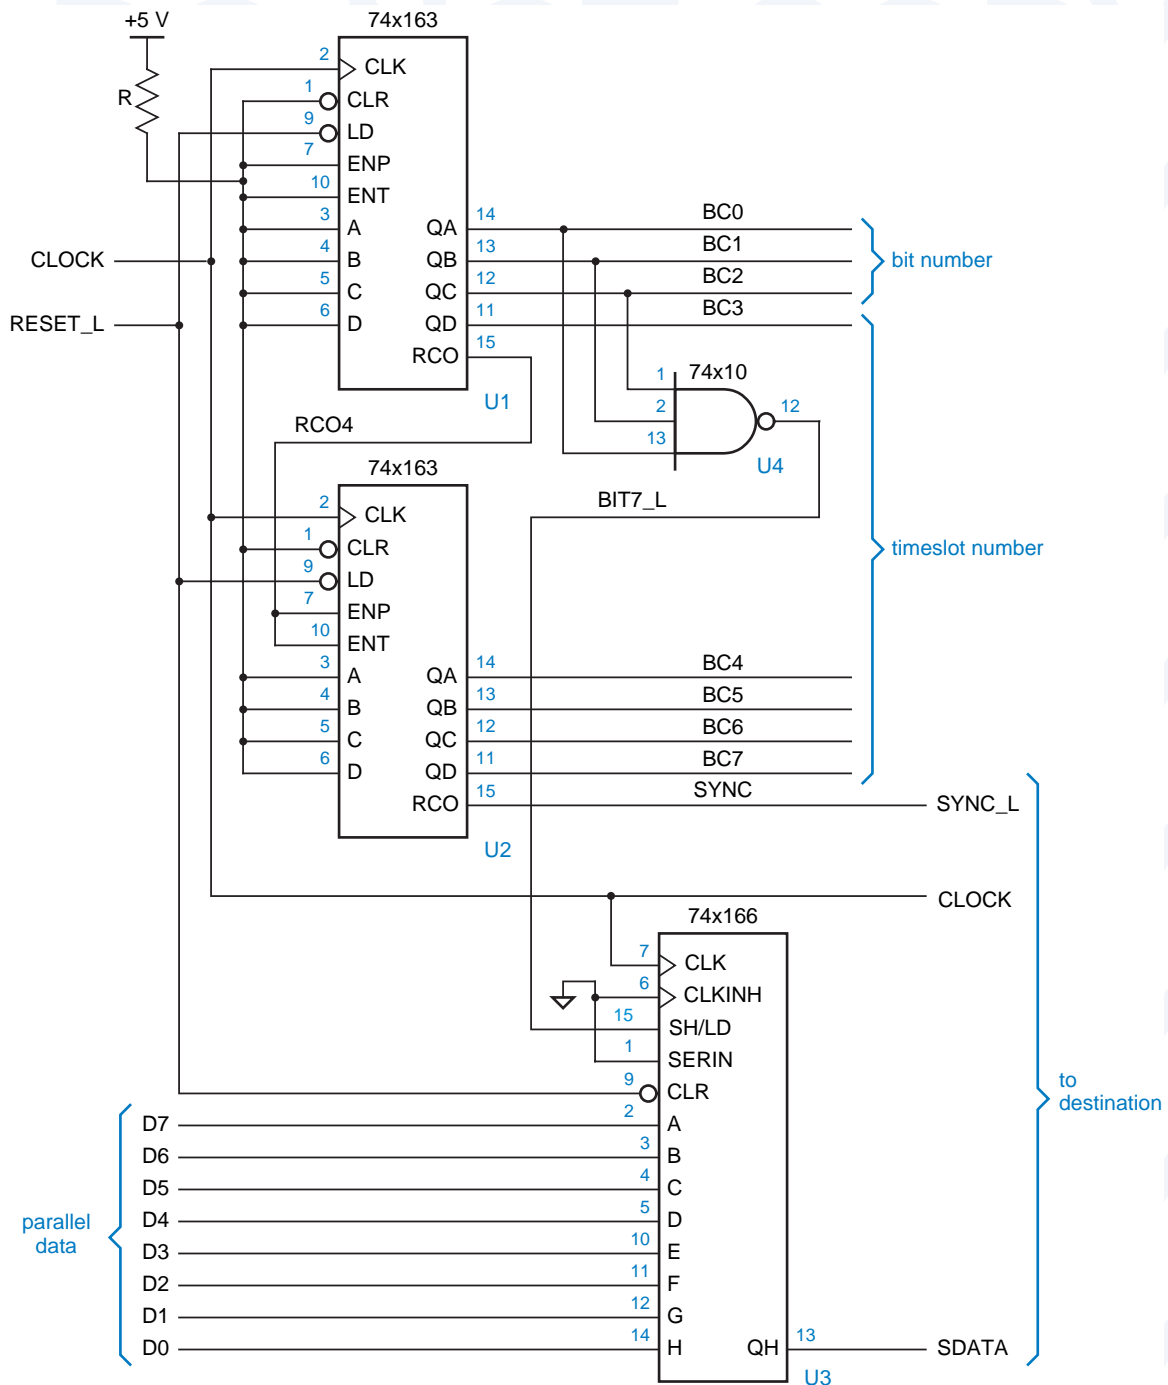 +5 V
R
CLOCK
RESET_L
74x163
2 CLK
1 CLR
9 LD
7 ENP
10 ENT
3 A QA 14 BC0
4 B QB 13 BC1
5 C QC 12 BC2
6 D QD 11 BC3
RCO 15
U1
bit number
74x10
1
2
13
12
U4
RCO4
BIT7_L
timeslot number
74x163
2 CLK
1 CLR
9 LD
7 ENP
10 ENT
3 A QA 14 BC4
4 B QB 13 BC5
5 C QC 12 BC6
6 D QD 11 BC7
RCO 15 SYNC SYNC_L
U2
CLOCK
74x166
7 CLK
6 CLKINH
15 SH/LD
1 SERIN
9 CLR
D7 2 A
D6 3 B
D5 4 C
D4 5 D
D3 10 E
D2 11 F
D1 12 G
D0 14 H QH 13 SDATA
U3
parallel
data
to
destination